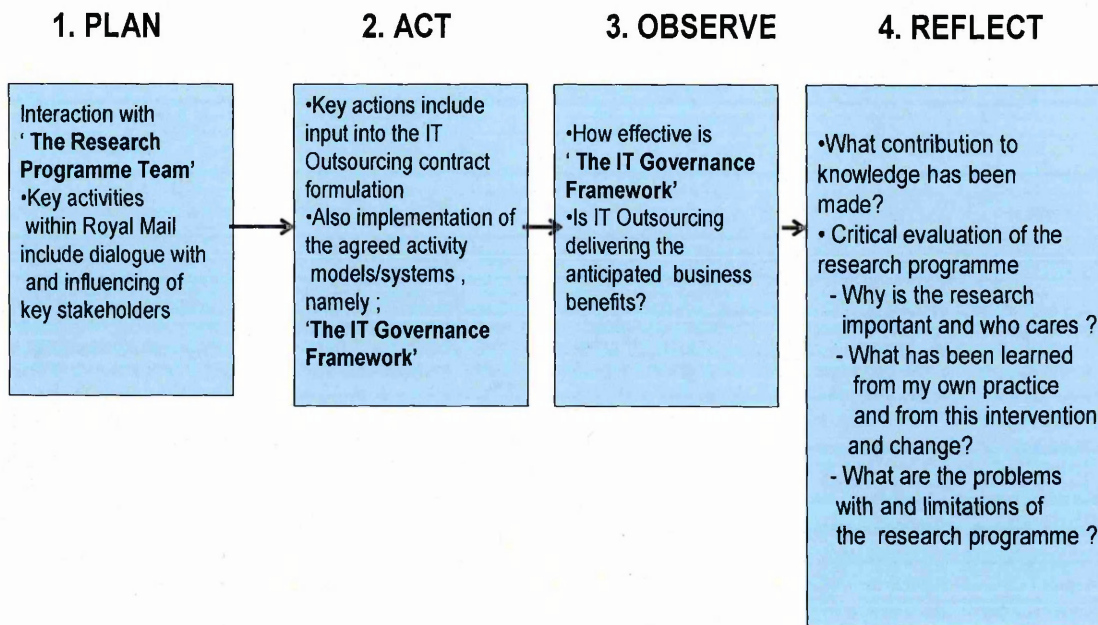 1. PLAN
2. ACT
3. OBSERVE
4. REFLECT
Interaction with
‘ The Research
Programme Team’
•Key activities
within Royal Mail
include dialogue with
and influencing of
key stakeholders
•Key actions include
input into the IT
Outsourcing contract
formulation
•Also implementation of
the agreed activity
models/systems ,
namely ;
‘The IT Governance
Framework’
•How effective is
‘ The IT Governance
Framework’
•Is IT Outsourcing
delivering the
anticipated business
benefits?
•What contribution to
knowledge has been
made?
• Critical evaluation of the
research programme
- Why is the research
important and who cares ?
- What has been learned
from my own practice
and from this intervention
and change?
- What are the problems
with and limitations of
the research programme ?